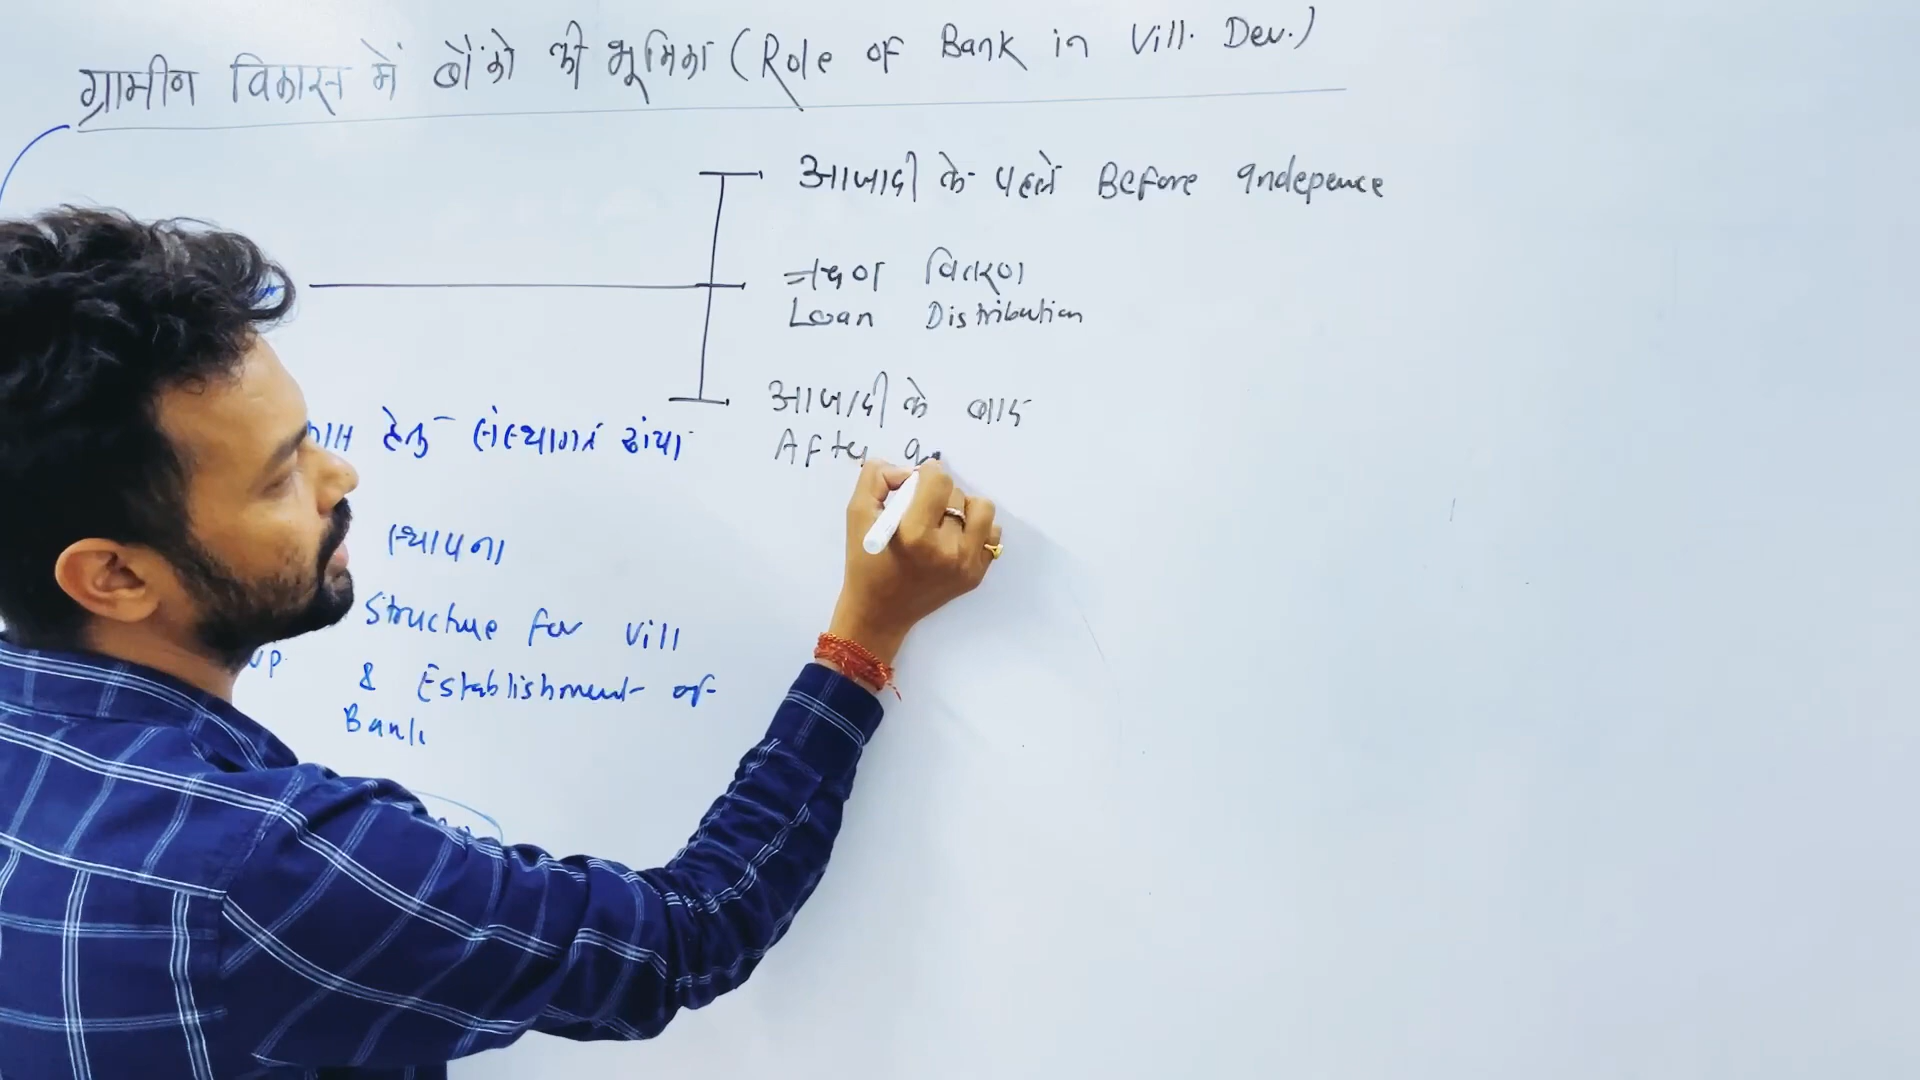 ग्रामीण विकास में बैंको की भूमिका (Role of Bank in Vill. Dev.)
आजादी के पहले Before Indepence
ऋण वितरण
Loan Distribution
आजादी के बाद
After
हेतु संस्थागत ढांचा
स्थापना
Structure for Vill
& Establishment of
Bank